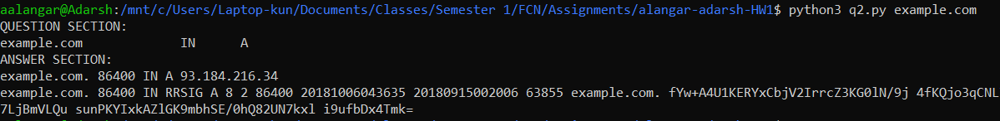 aalangar@Adarsh:/mnt/c/Users/Laptop-kun/Documents/Classes/Semester 1/FCN/Assignments/alangar-adarsh-HW1$ python3 q2.py example.com
QUESTION SECTION:
example.com IN A
ANSWER SECTION:
example.com. 86400 IN A 93.184.216.34
example.com. 86400 IN RRSIG A 8 2 86400 20181006043635 20180915002006 63855 example.com. fYw+A4U1KERYxCbjV2IrrcZ3KG0lN/9j 4fKQjo3qCNL
7LjBmVLQu sunPKYIxkAZlGK9mbhSE/0hQ82UN7kxl i9ufbDx4Tmk=